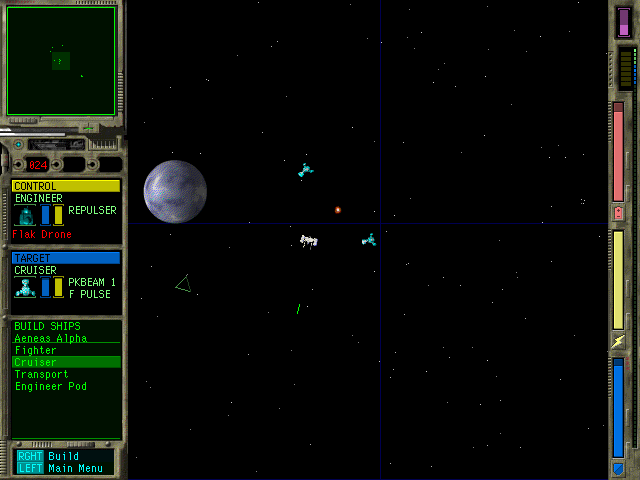 024
CONTROL
ENGINEER
REPULSER
Flak Drone
TARGET
CRUISER
PKBEAM 1
F PULSE
BUILD SHIPS
Aeneas Alpha
Fighter
Cruiser
Transport
Engineer Pod
RGHT Build
LEFT Main Menu